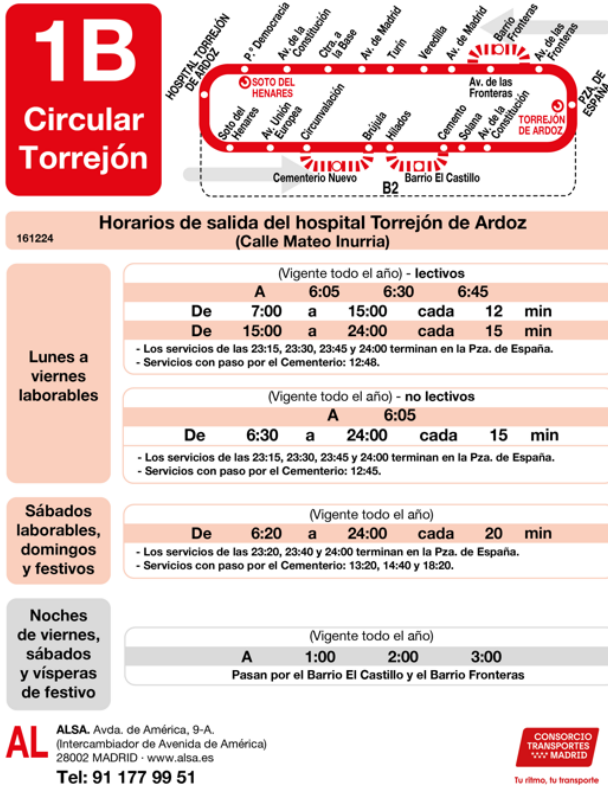 1B
Circular
Torrejón
HOSPITAL TORREJÓN
DE ARDOZ
P.º Democracia
Av. de la
Constitución
Ctra. a
la Base
Av. de Madrid
Turín
Veredilla
Av. de Madrid
Barrio
Fronteras
Av. de las
Fronteras
SOTO DEL
HENARES
Av. de las
Fronteras
TORREJÓN
DE ARDOZ
PZA. DE
ESPAÑA
Soto del
Henares
Av. Unión
Europea
Circunvalación
Brújula
Hilados
Cemento
Solana
Av. de la
Constitución
Cementerio Nuevo
Barrio El Castillo
B2
161224
Horarios de salida del hospital Torrejón de Ardoz
(Calle Mateo Inurria)
Lunes a
viernes
laborables
(Vigente todo el año) - lectivos
A 6:05 6:30 6:45
De 7:00 a 15:00 cada 12 min
De 15:00 a 24:00 cada 15 min
- Los servicios de las 23:15, 23:30, 23:45 y 24:00 terminan en la Pza. de España.
- Servicios con paso por el Cementerio: 12:48.
(Vigente todo el año) - no lectivos
A 6:05
De 6:30 a 24:00 cada 15 min
- Los servicios de las 23:15, 23:30, 23:45 y 24:00 terminan en la Pza. de España.
- Servicios con paso por el Cementerio: 12:45.
Sábados
laborables,
domingos
y festivos
(Vigente todo el año)
De 6:20 a 24:00 cada 20 min
- Los servicios de las 23:20, 23:40 y 24:00 terminan en la Pza. de España.
- Servicios con paso por el Cementerio: 13:20, 14:40 y 18:20.
Noches
de viernes,
sábados
y vísperas
de festivo
(Vigente todo el año)
A 1:00 2:00 3:00
Pasan por el Barrio El Castillo y el Barrio Fronteras
AL
ALSA. Avda. de América, 9-A.
(Intercambiador de Avenida de América)
28002 MADRID · www.alsa.es
Tel: 91 177 99 51
CONSORCIO
TRANSPORTES
MADRID
Tu ritmo, tu transporte